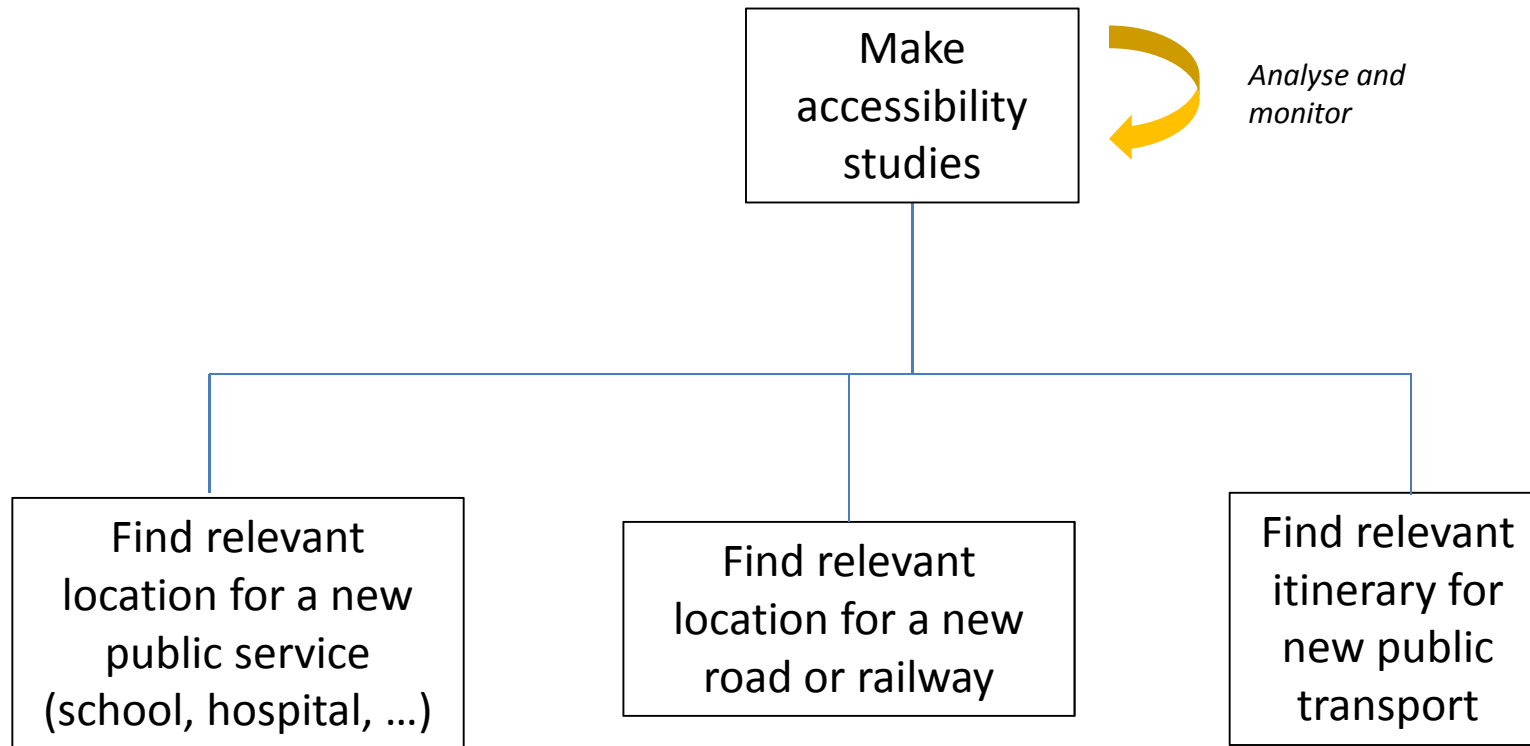 Make
accessibility
studies
Analyse and
monitor
Find relevant
location for a new
public service
(school, hospital, …)
Find relevant
location for a new
road or railway
Find relevant
itinerary for
new public
transport